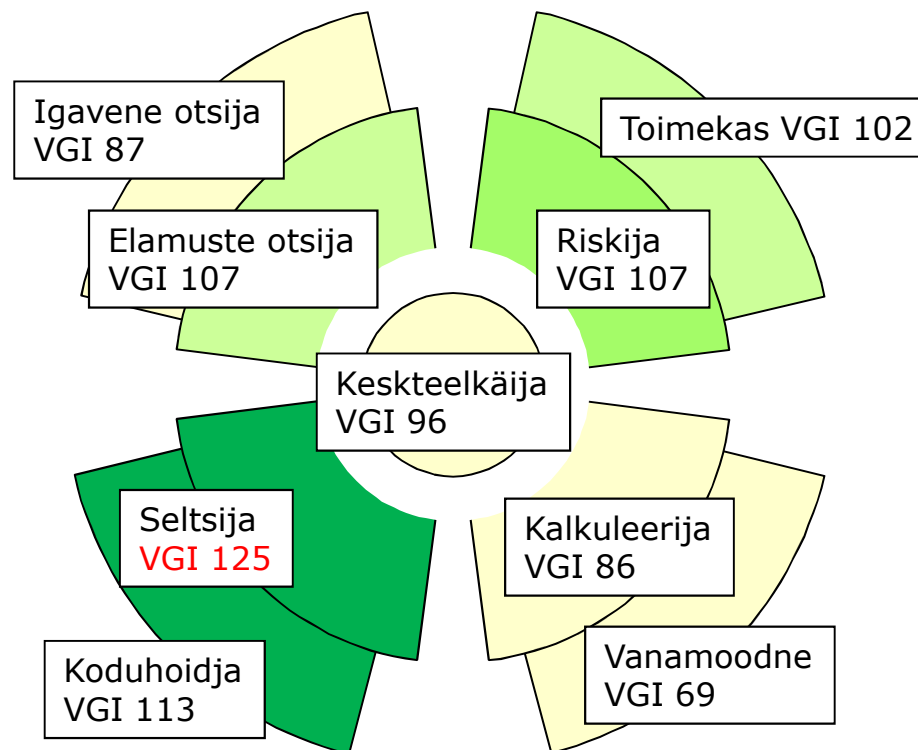 Igavene otsija
VGI 87
Toimekas VGI 102
Elamuste otsija
VGI 107
Riskija
VGI 107
Keskteelkäija
VGI 96
Seltsija
VGI 125
Kalkuleerija
VGI 86
Koduhoidja
VGI 113
Vanamoodne
VGI 69